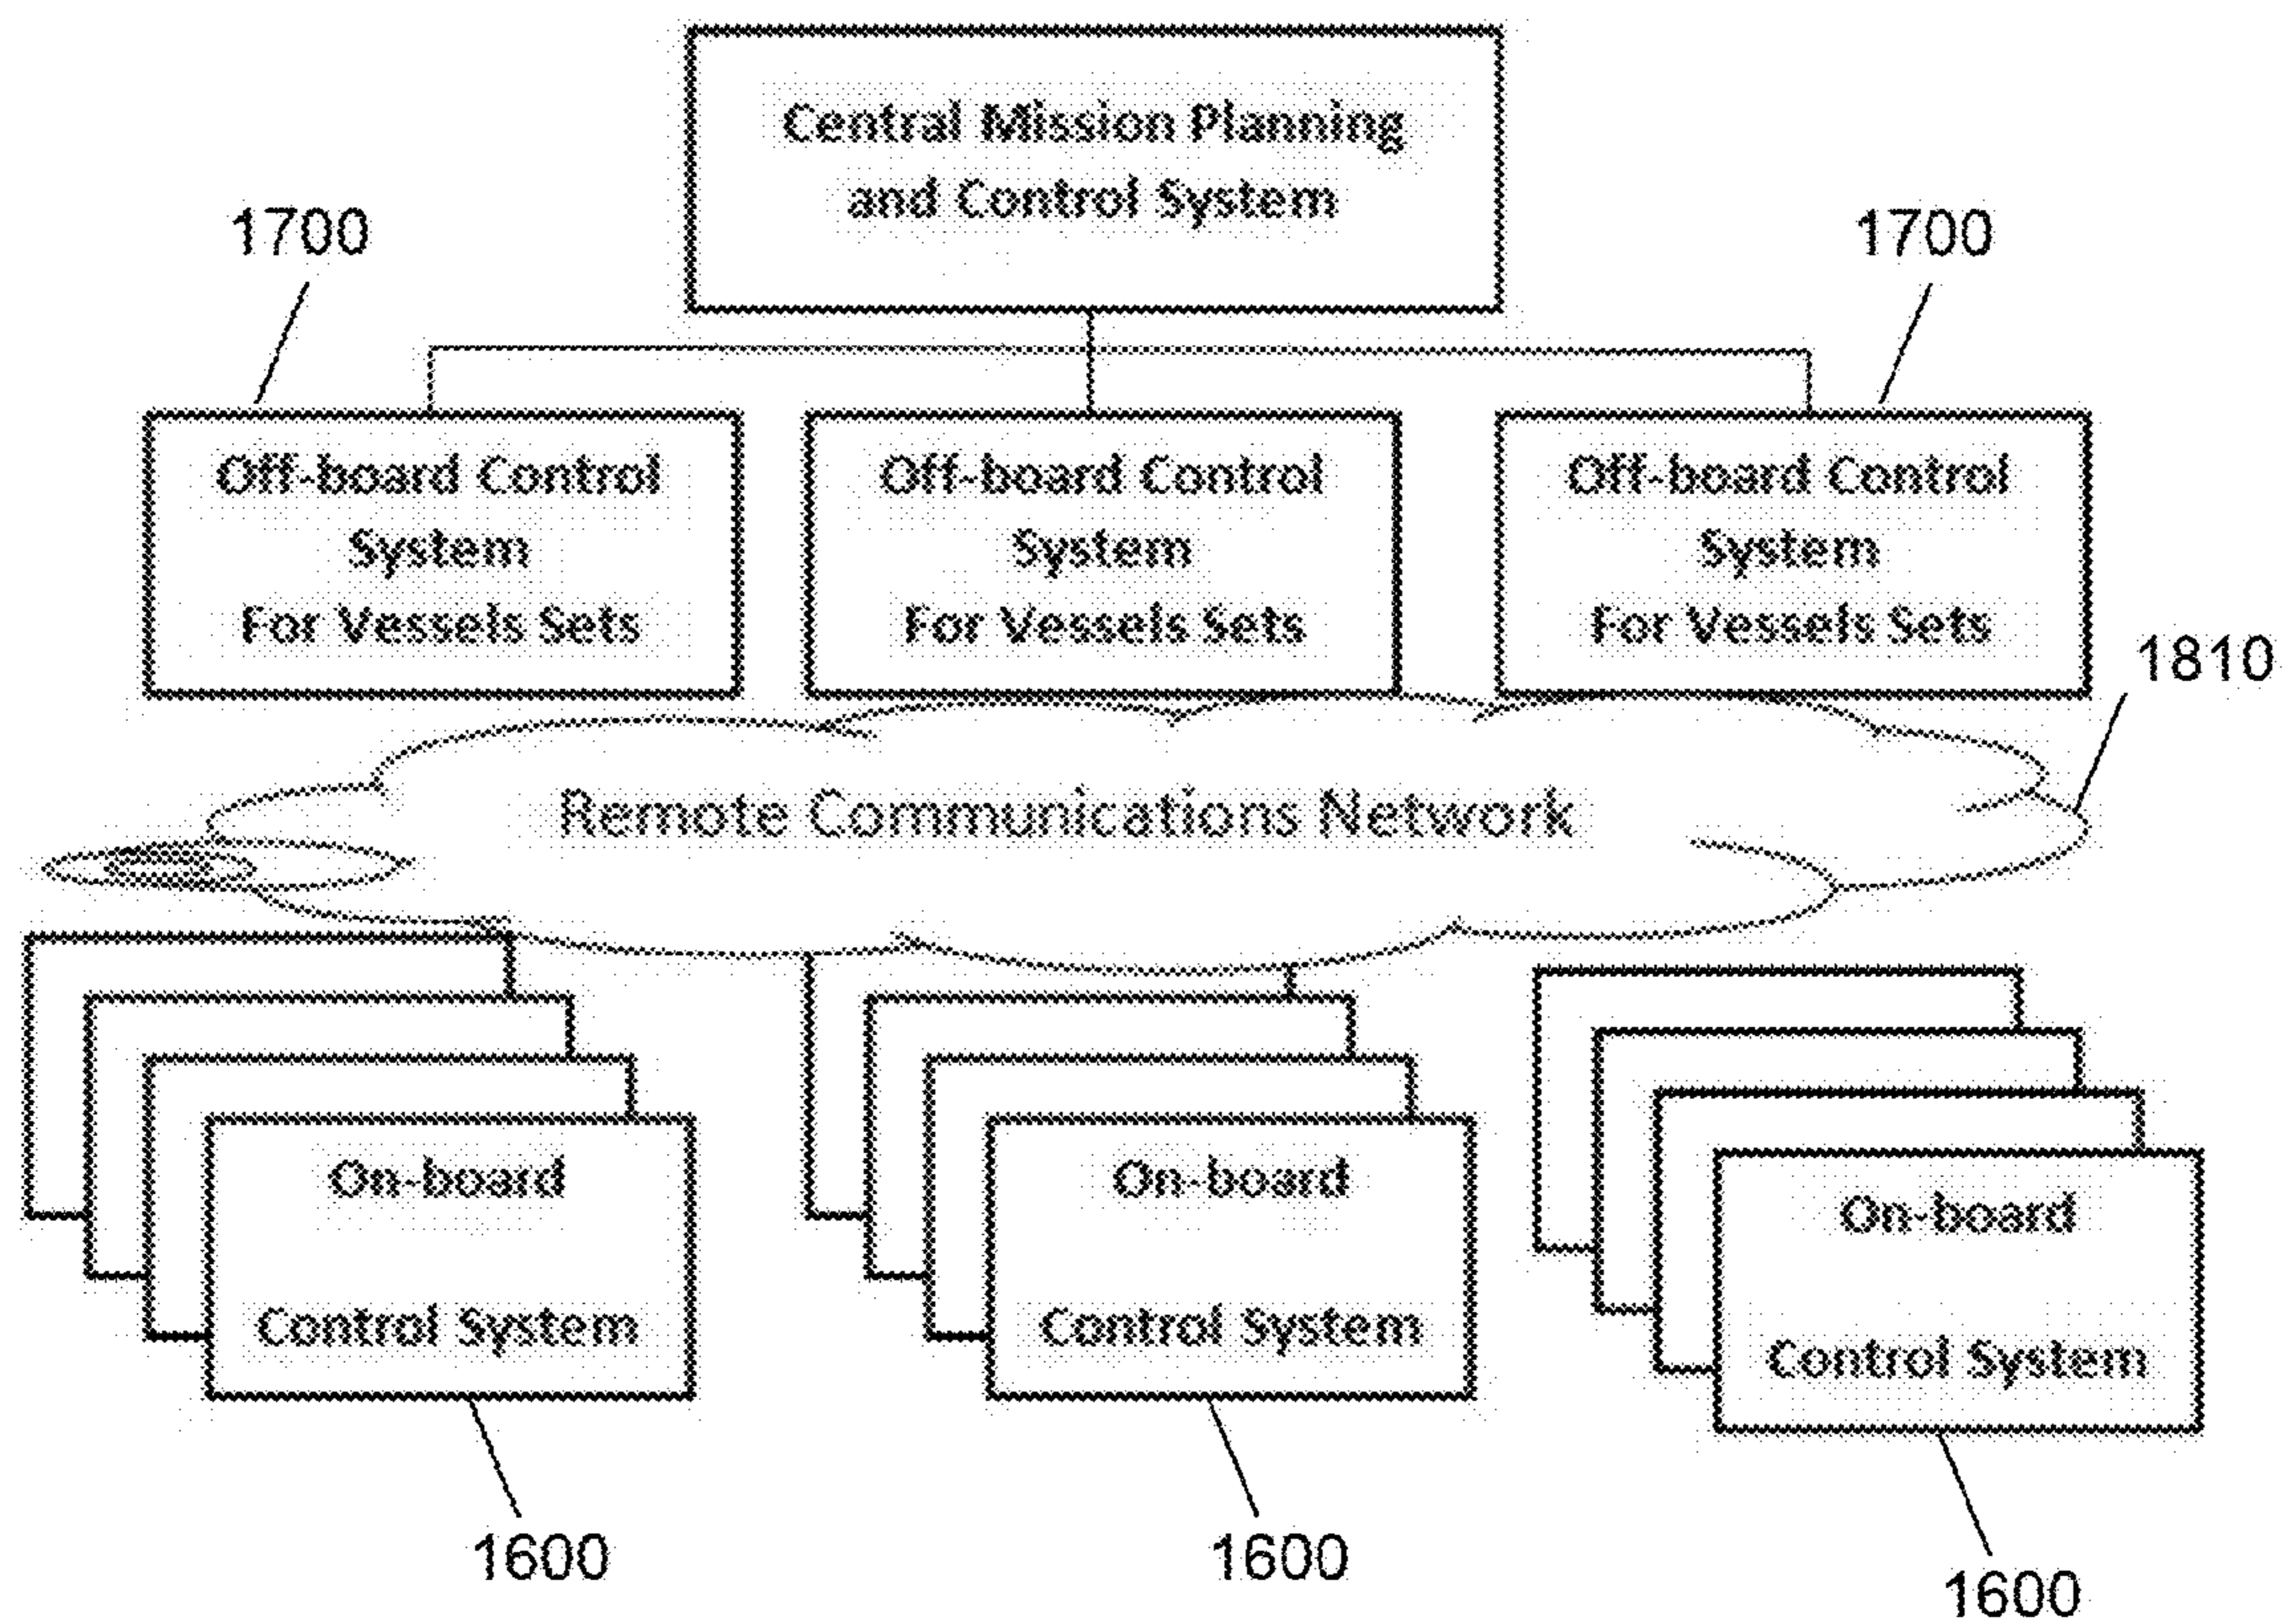 Central Mission Planning
and Control System
1700
1700
Off-board Control
System
For Vessels Sets
Off-board Control
System
For Vessels Sets
Off-board Control
System
For Vessels Sets
1810
Remote Communications Network
On-board
Control System
On-board
Control System
On-board
Control System
1600
1600
1600